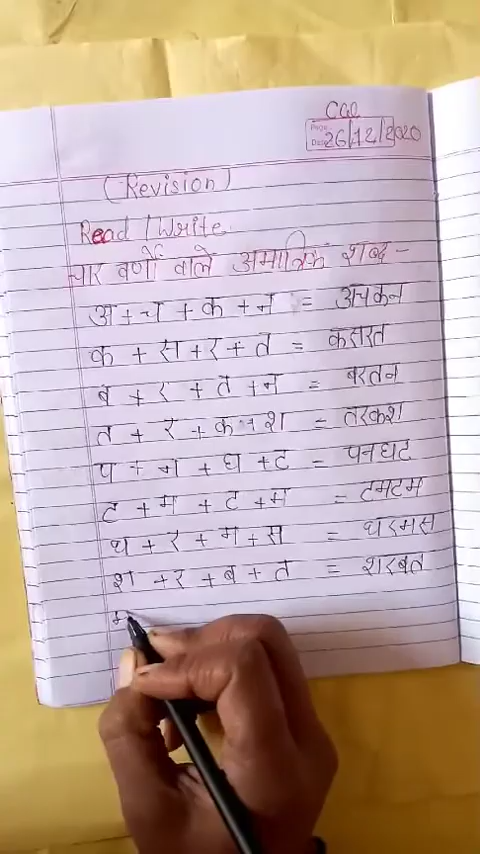 CQQ
Page
Date 26/12/2020
(Revision)
Read / Write
चार वर्णों वाले अमात्रिक शब्द -
अ + च + क + न = अचकन
क + स + र + त = कसरत
ब + र + त + न = बरतन
त + र + क + श = तरकश
प + न + घ + ट = पनघट
ट + म + ट + म = टमटम
थ + र + म + स = थरमस
श + र + ब + त = शरबत